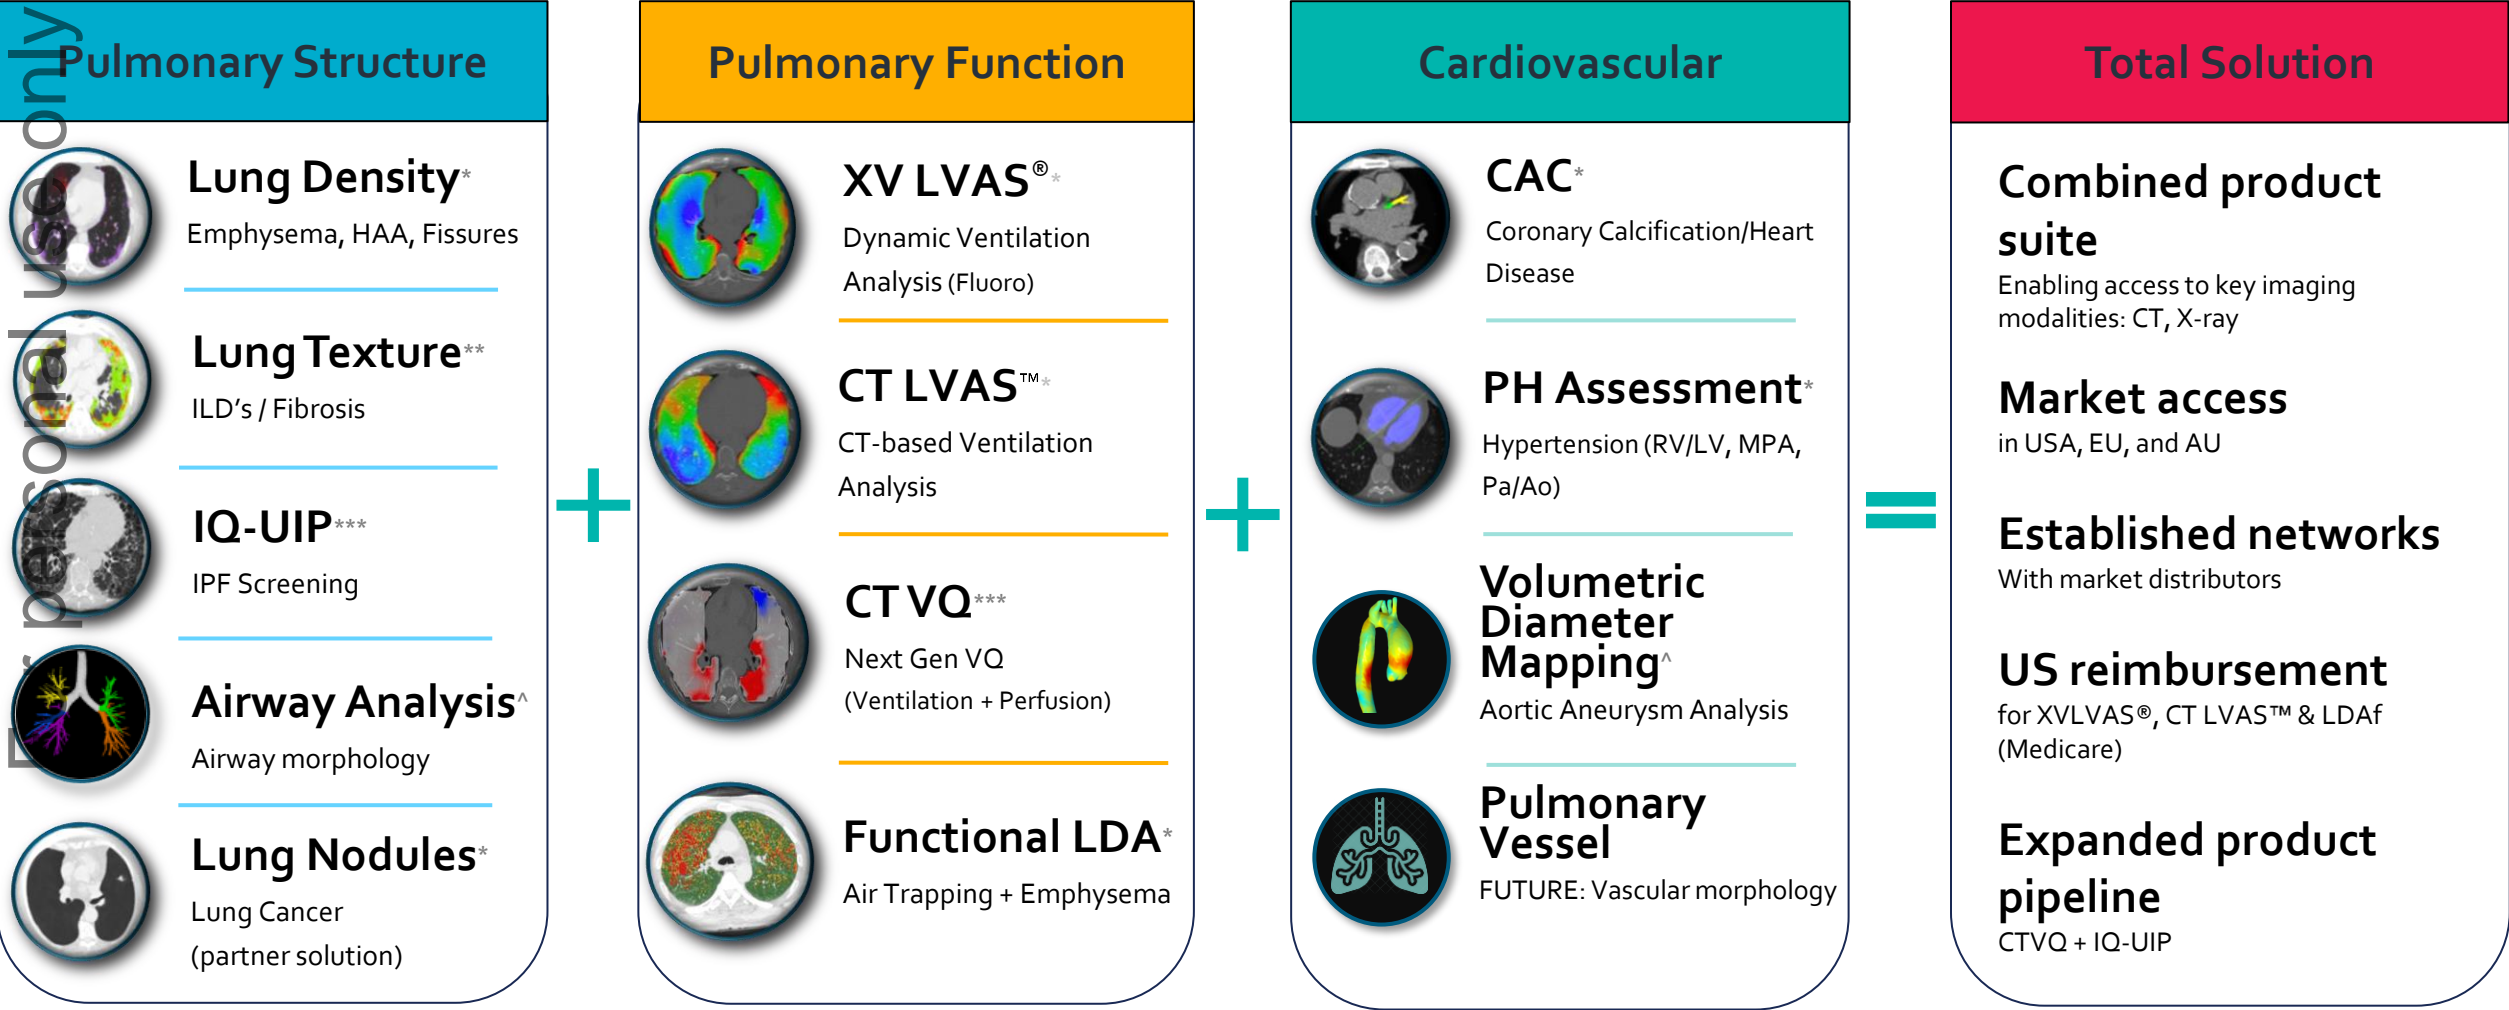 For personal use only
Pulmonary Structure
Lung Density*
Emphysema, HAA, Fissures
Lung Texture**
ILD's / Fibrosis
IQ-UIP***
IPF Screening
Airway Analysis^
Airway morphology
Lung Nodules*
Lung Cancer
(partner solution)
+
Pulmonary Function
XV LVAS®*
Dynamic Ventilation
Analysis (Fluoro)
CT LVAS™*
CT-based Ventilation
Analysis
CT VQ***
Next Gen VQ
(Ventilation + Perfusion)
Functional LDA*
Air Trapping + Emphysema
+
Cardiovascular
CAC*
Coronary Calcification/Heart
Disease
PH Assessment*
Hypertension (RV/LV, MPA,
Pa/Ao)
Volumetric
Diameter
Mapping^
Aortic Aneurysm Analysis
Pulmonary
Vessel
FUTURE: Vascular morphology
=
Total Solution
Combined product
suite
Enabling access to key imaging
modalities: CT, X-ray
Market access
in USA, EU, and AU
Established networks
With market distributors
US reimbursement
for XVLVAS®, CT LVAS™ & LDAf
(Medicare)
Expanded product
pipeline
CTVQ + IQ-UIP